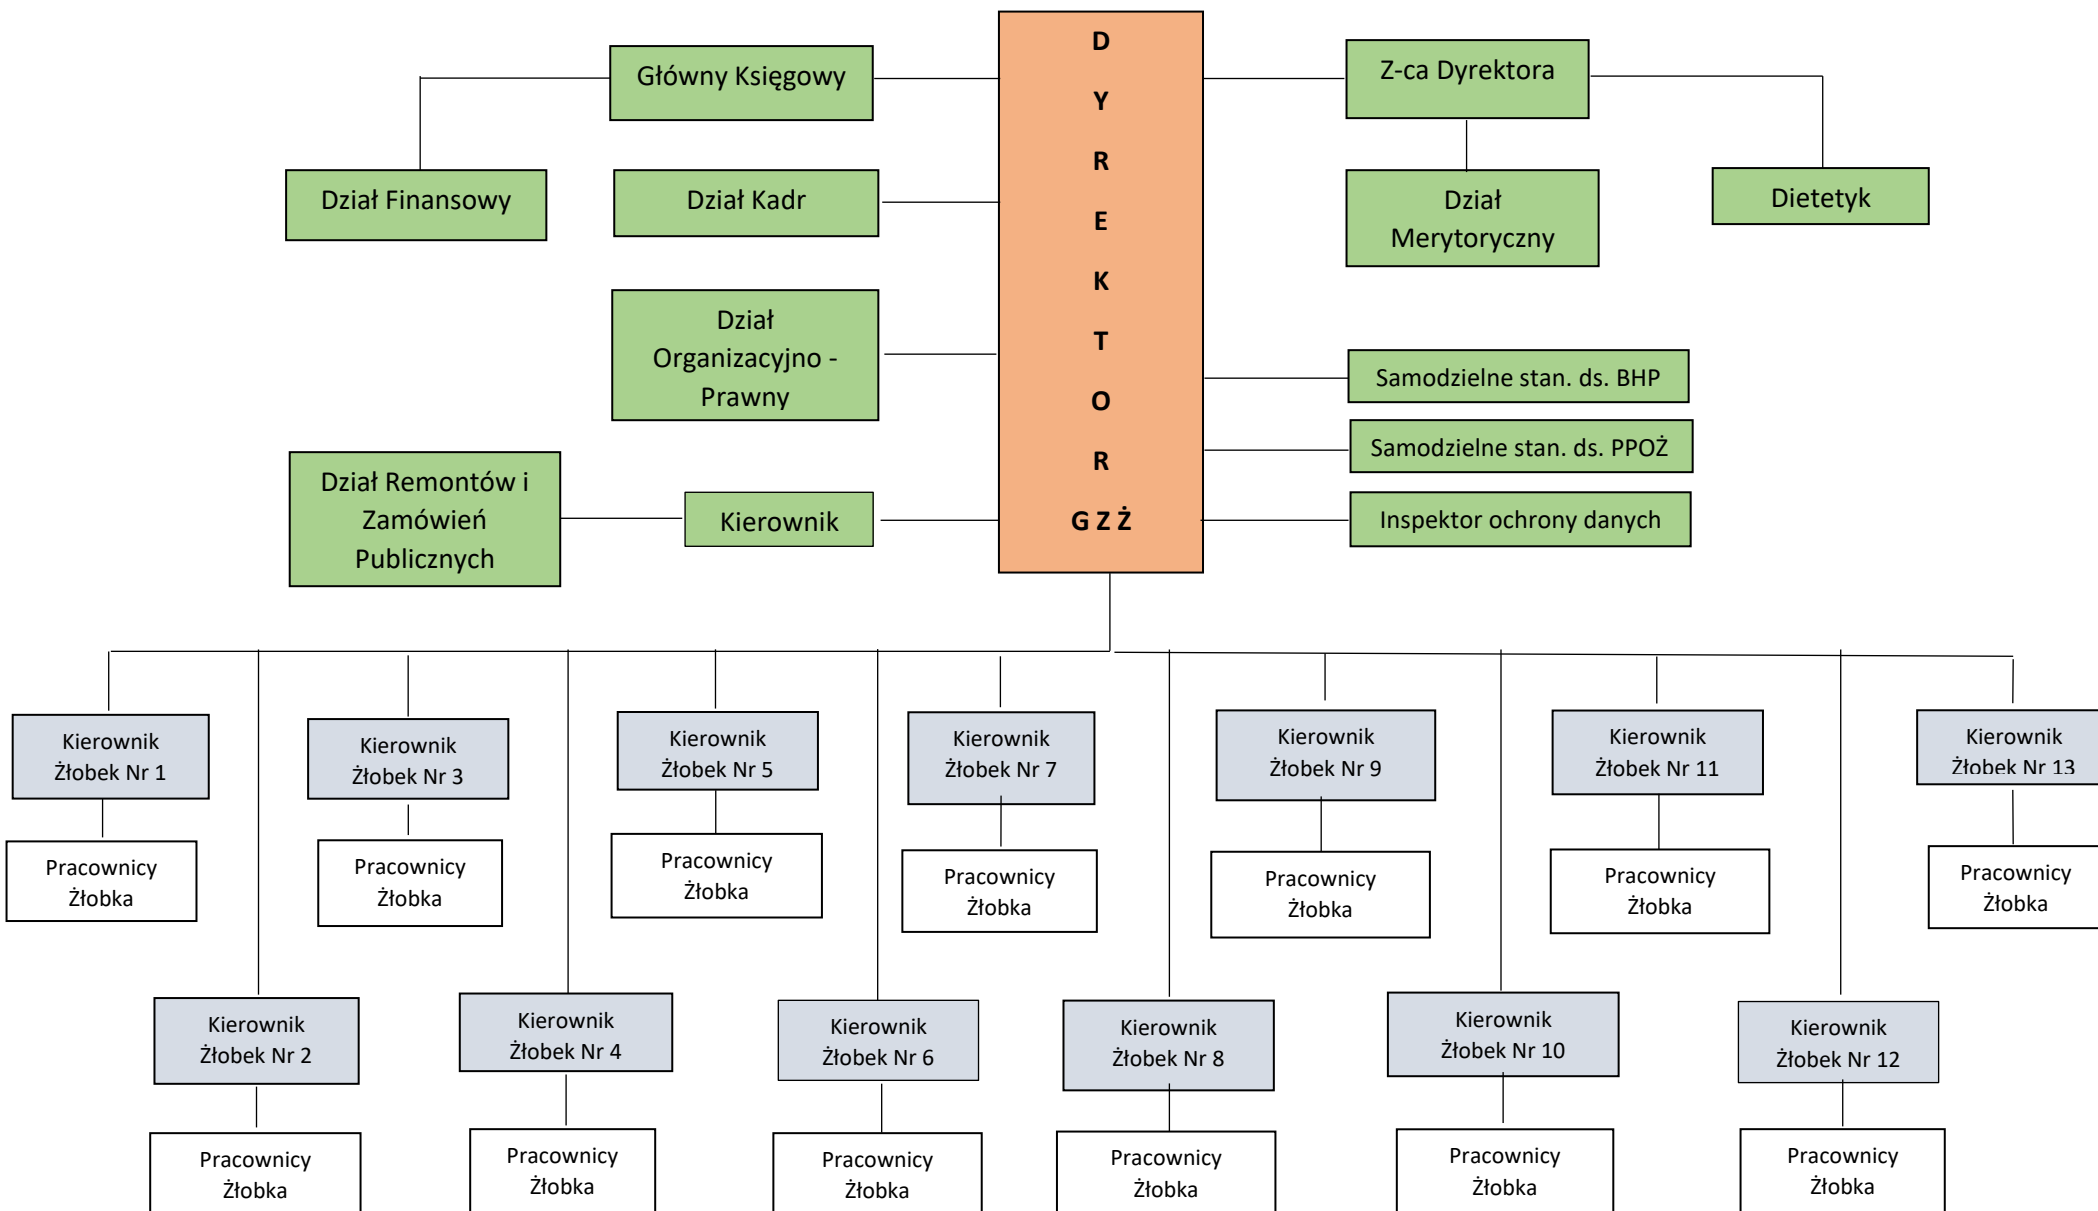 D
Y
R
E
K
T
O
R
G Z Ż
Główny Księgowy
Z-ca Dyrektora
Dział Finansowy
Dział Kadr
Dział
Merytoryczny
Dietetyk
Dział
Organizacyjno -
Prawny
Samodzielne stan. ds. BHP
Samodzielne stan. ds. PPOŻ
Inspektor ochrony danych
Dział Remontów i
Zamówień
Publicznych
Kierownik
Kierownik
Żłobek Nr 1
Kierownik
Żłobek Nr 3
Kierownik
Żłobek Nr 5
Kierownik
Żłobek Nr 7
Kierownik
Żłobek Nr 9
Kierownik
Żłobek Nr 11
Kierownik
Żłobek Nr 13
Pracownicy
Żłobka
Pracownicy
Żłobka
Pracownicy
Żłobka
Pracownicy
Żłobka
Pracownicy
Żłobka
Pracownicy
Żłobka
Pracownicy
Żłobka
Kierownik
Żłobek Nr 2
Kierownik
Żłobek Nr 4
Kierownik
Żłobek Nr 6
Kierownik
Żłobek Nr 8
Kierownik
Żłobek Nr 10
Kierownik
Żłobek Nr 12
Pracownicy
Żłobka
Pracownicy
Żłobka
Pracownicy
Żłobka
Pracownicy
Żłobka
Pracownicy
Żłobka
Pracownicy
Żłobka